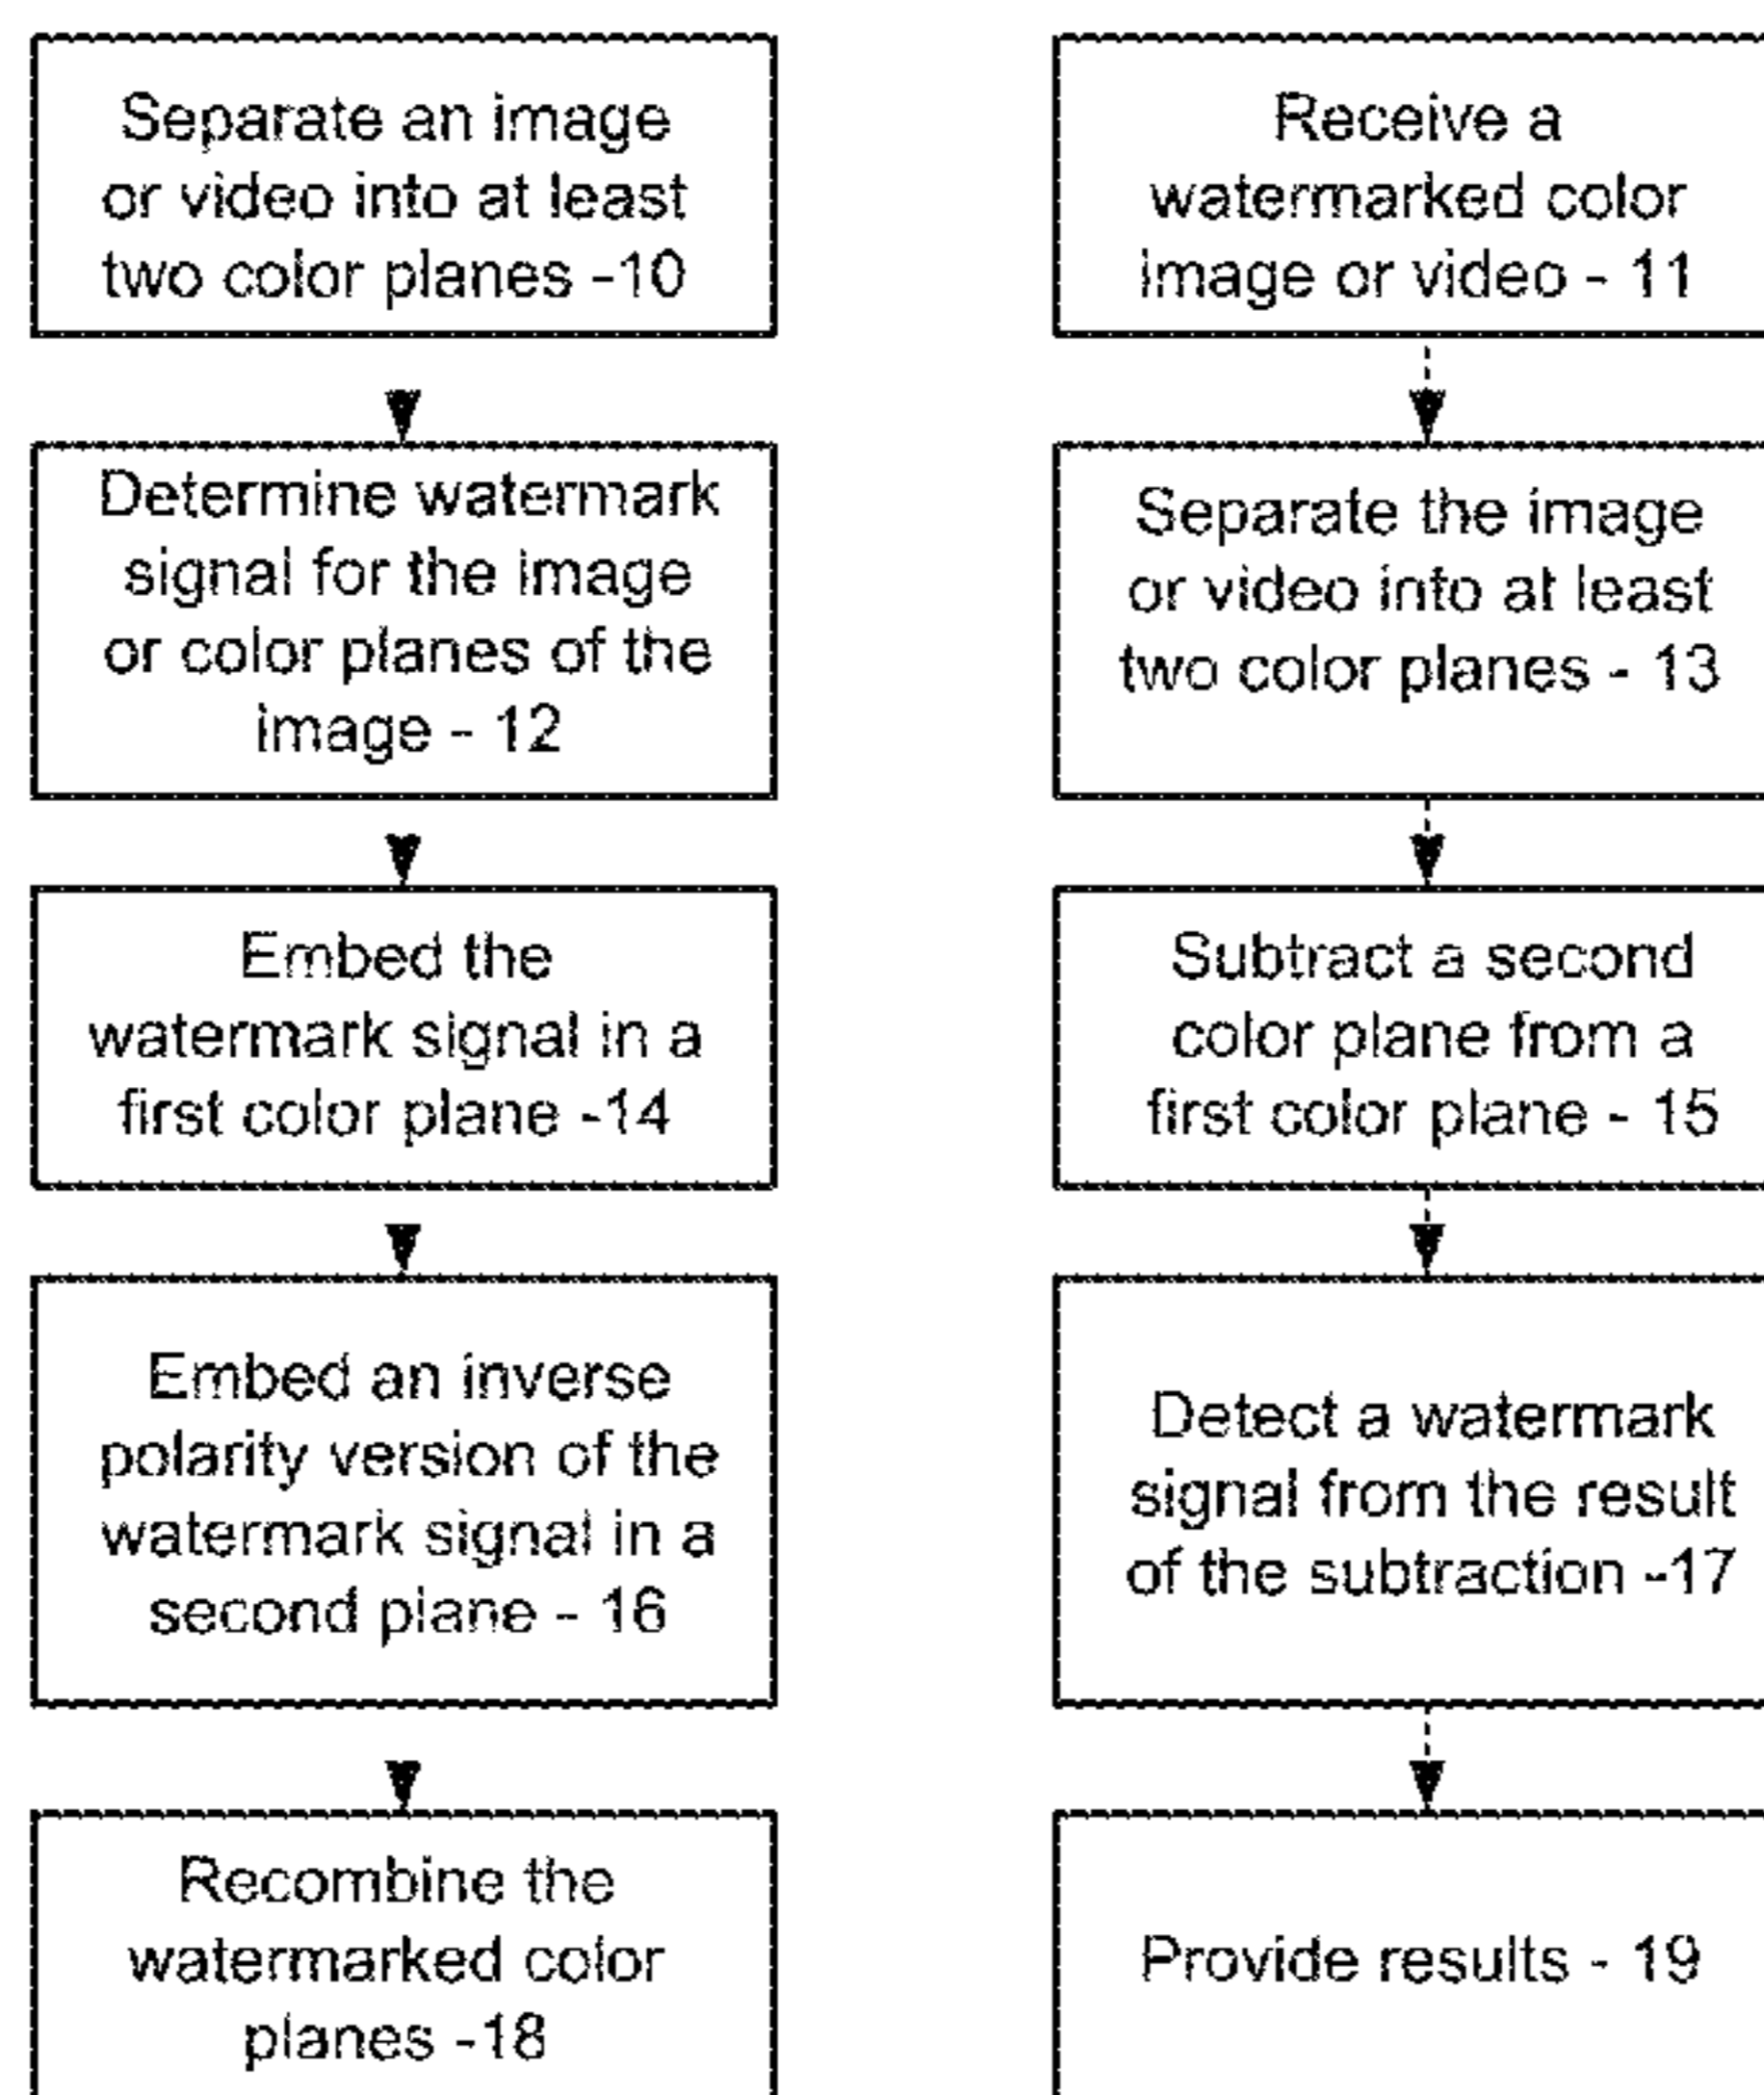 Separate an image
or video into at least
two color planes -10
Determine watermark
signal for the image
or color planes of the
image - 12
Embed the
watermark signal in a
first color plane -14
Embed an inverse
polarity version of the
watermark signal in a
second plane - 16
Recombine the
watermarked color
planes -18
Receive a
watermarked color
image or video - 11
Separate the image
or video into at least
two color planes - 13
Subtract a second
color plane from a
first color plane - 15
Detect a watermark
signal from the result
of the subtraction -17
Provide results - 19